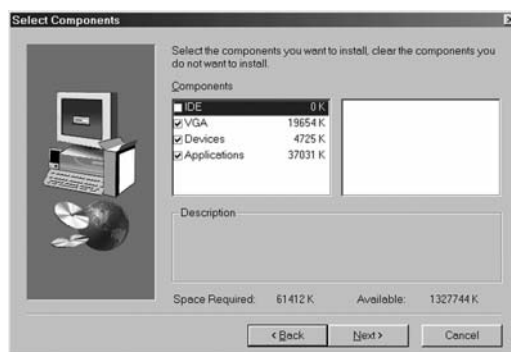 Select Components
Select the components you want to install, clear the components you
do not want to install.
Components
IDE 0 K
VGA 19654 K
Devices 4725 K
Applications 37031 K
Description
Space Required: 61412 K Available: 1327744 K
< Back Next > Cancel